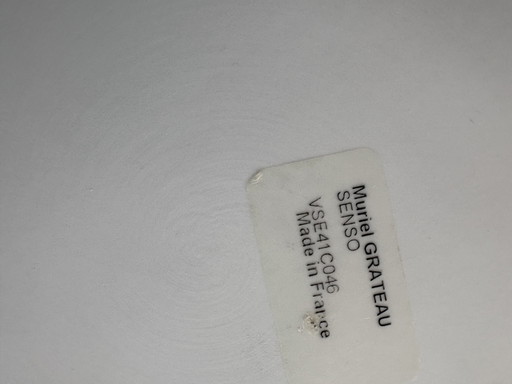 Muriel GRATEAU
SENSO
VSE41C046
Made in France